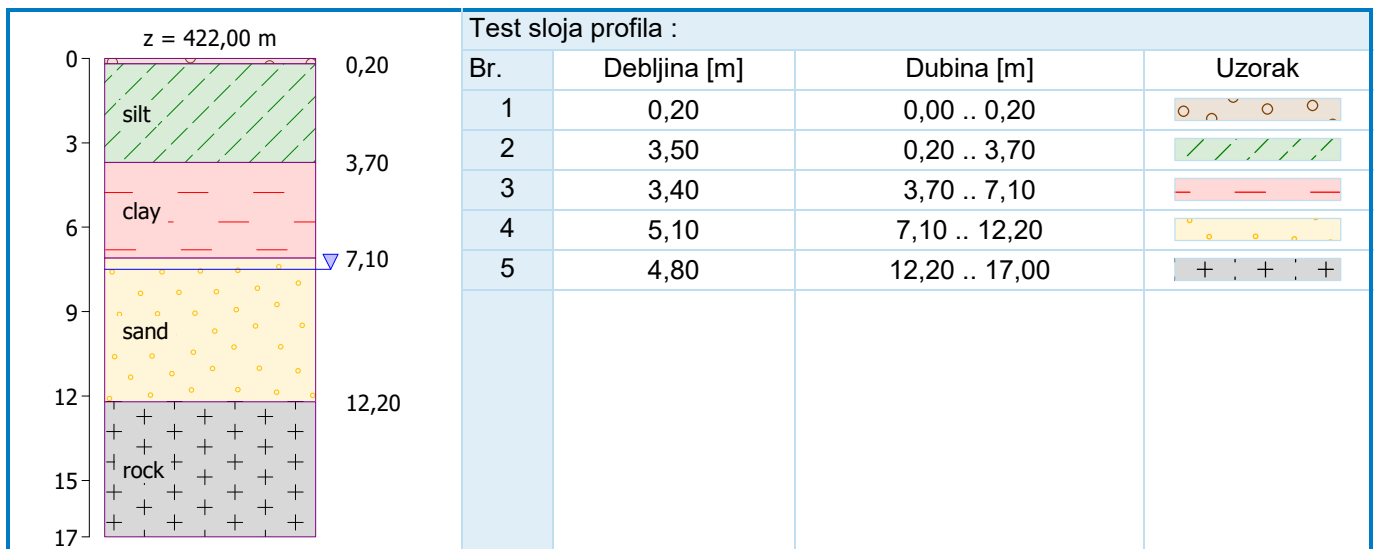 z = 422,00 m
0
0,20
silt
3
3,70
clay
6
7,10
9
sand
12
12,20
rock
15
17
Test sloja profila :
Br. Debljina [m] Dubina [m] Uzorak
1 0,20 0,00 .. 0,20
2 3,50 0,20 .. 3,70
3 3,40 3,70 .. 7,10
4 5,10 7,10 .. 12,20
5 4,80 12,20 .. 17,00